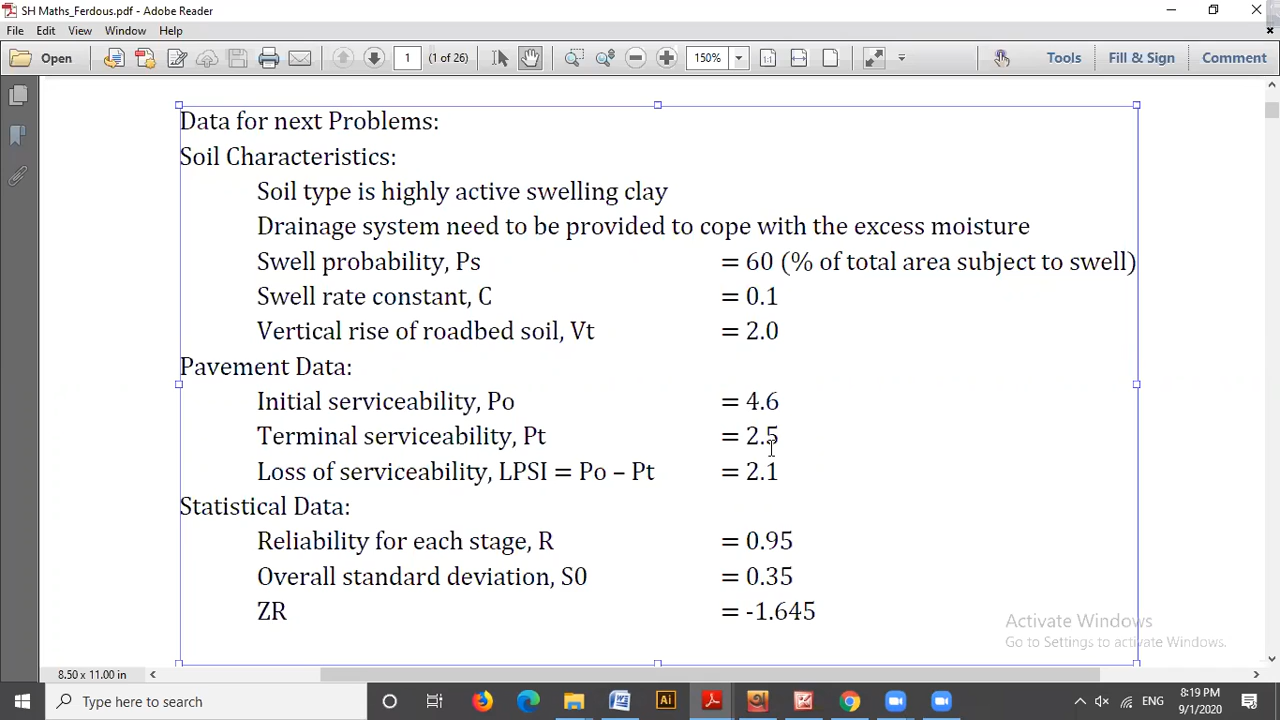 SH Maths_Ferdous.pdf - Adobe Reader
File Edit View Window Help
Open 1 (1 of 26) 150% Tools Fill & Sign Comment
Data for next Problems:
Soil Characteristics:
Soil type is highly active swelling clay
Drainage system need to be provided to cope with the excess moisture
Swell probability, Ps = 60 (% of total area subject to swell)
Swell rate constant, C = 0.1
Vertical rise of roadbed soil, Vt = 2.0
Pavement Data:
Initial serviceability, Po = 4.6
Terminal serviceability, Pt = 2.5
Loss of serviceability, LPSI = Po – Pt = 2.1
Statistical Data:
Reliability for each stage, R = 0.95
Overall standard deviation, S0 = 0.35
ZR = -1.645
Activate Windows
Go to Settings to activate Windows.
8.50 x 11.00 in
Type here to search
ENG
8:19 PM
9/1/2020